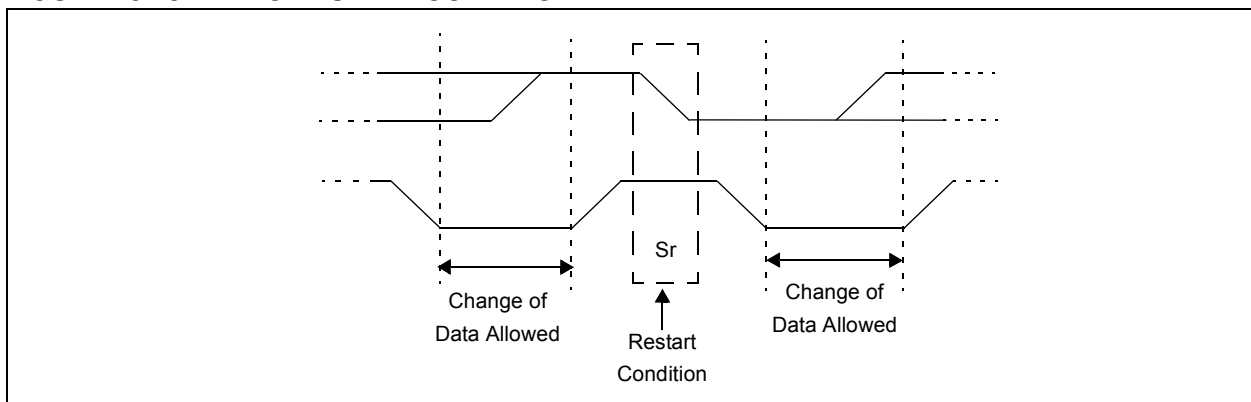 Sr
Change of
Data Allowed
Change of
Data Allowed
Restart
Condition